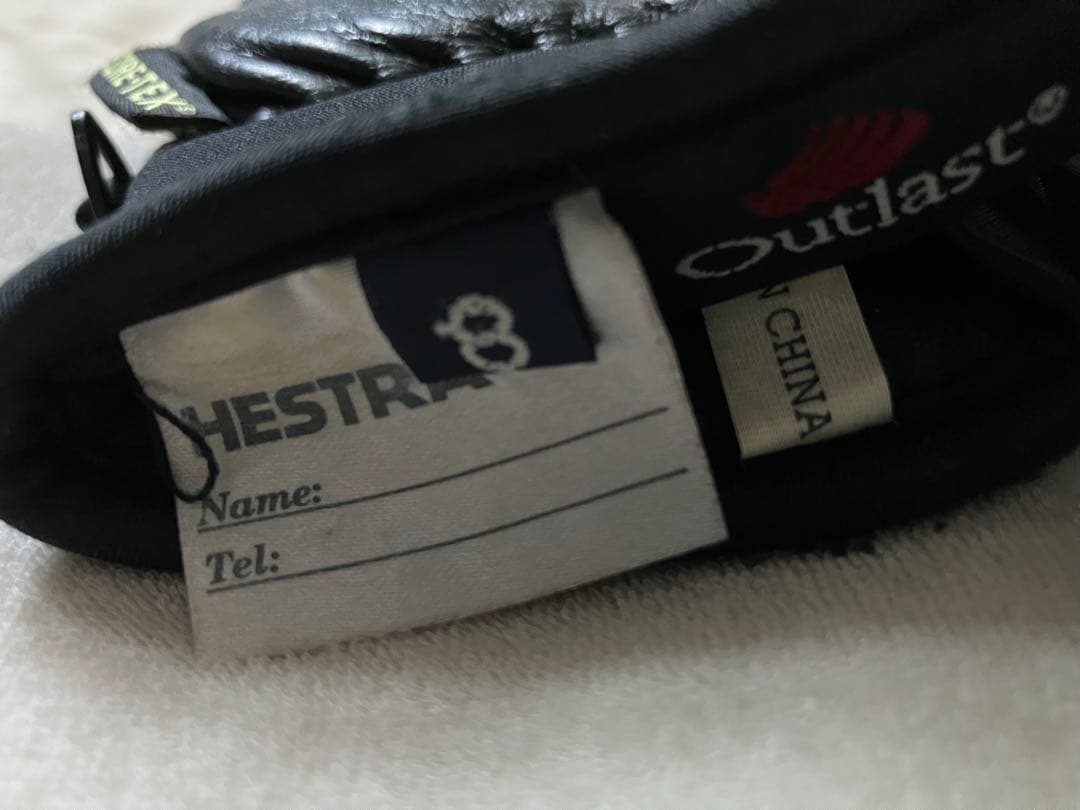 GORE-TEX®
Outlast®
8
HESTRA
N CHINA
Name:
Tel: